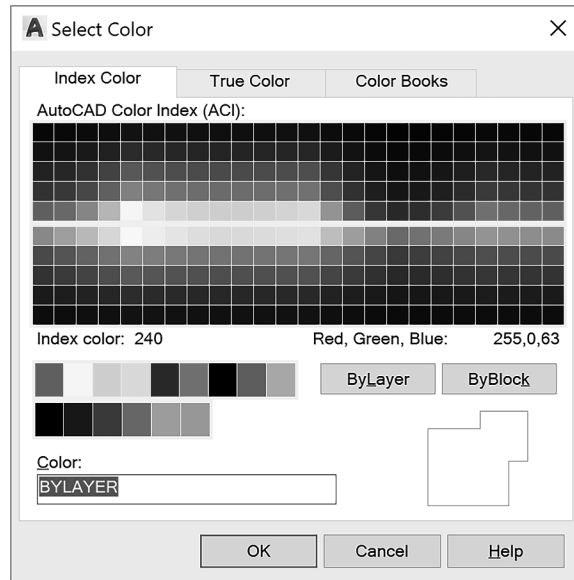 A Select Color
Index Color True Color Color Books
AutoCAD Color Index (ACI):
Index color: 240 Red, Green, Blue: 255,0,63
ByLayer ByBlock
Color:
BYLAYER
OK Cancel Help